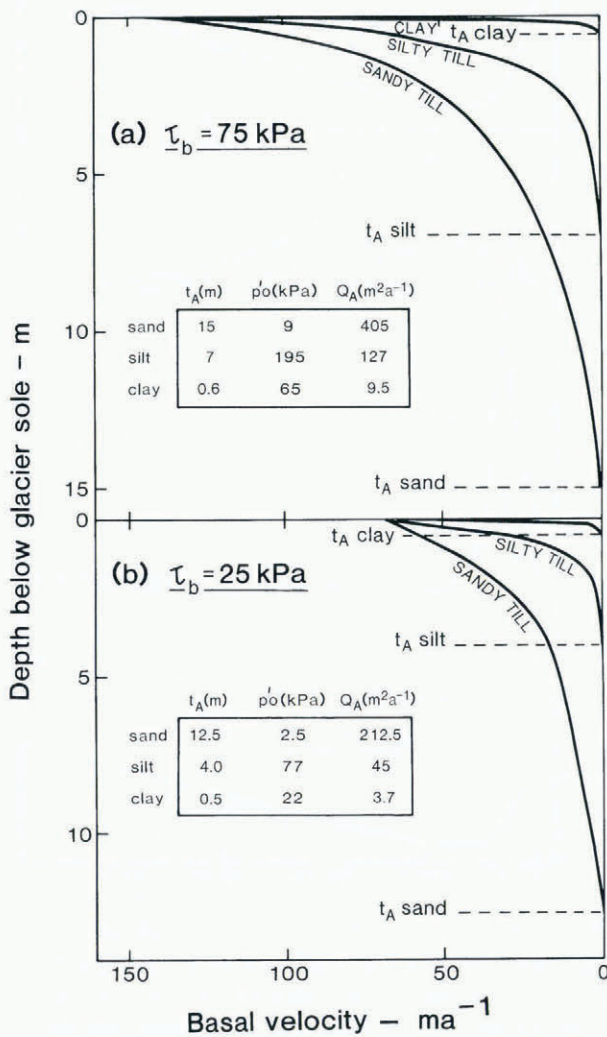 0
CLAY
t_A clay
SILTY TILL
SANDY TILL
(a) τ_b = 75 kPa
5
t_A silt
t_A(m) p'o(kPa) Q_A(m²a⁻¹)
sand 15 9 405
silt 7 195 127
clay 0.6 65 9.5
10
t_A sand
15
0
t_A clay
SILTY TILL
SANDY TILL
(b) τ_b = 25 kPa
t_A silt
5
t_A(m) p'o(kPa) Q_A(m²a⁻¹)
sand 12.5 2.5 212.5
silt 4.0 77 45
clay 0.5 22 3.7
10
t_A sand
150 100 50 0
Basal velocity – ma⁻¹
Depth below glacier sole – m